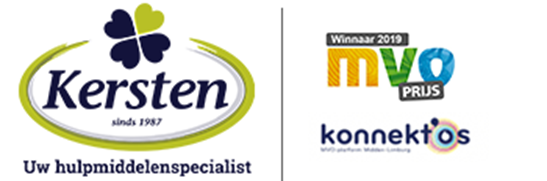 Kersten
sinds 1987
Uw hulpmiddelenspecialist
Winnaar 2019
mvo
PRIJS
konnekt'os
MVO-platform Midden-Limburg